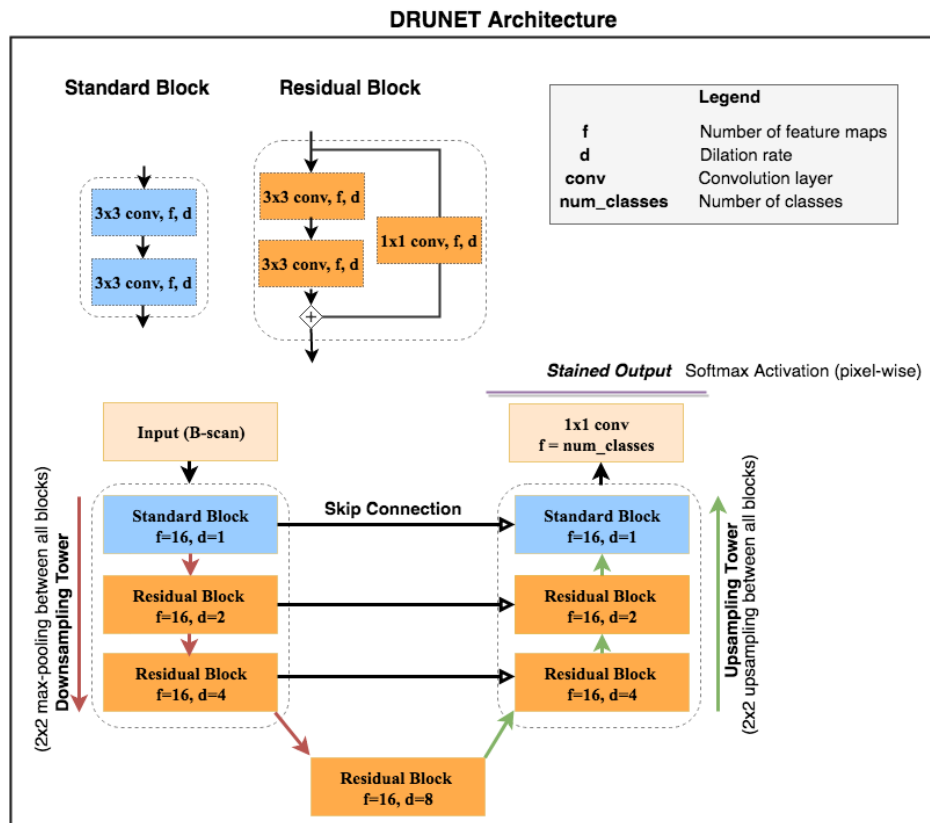 DRUNET Architecture
Standard Block
Residual Block
3x3 conv, f, d
3x3 conv, f, d
3x3 conv, f, d
3x3 conv, f, d
1x1 conv, f, d
+
Legend
f Number of feature maps
d Dilation rate
conv Convolution layer
num_classes Number of classes
Stained Output Softmax Activation (pixel-wise)
Input (B-scan)
1x1 conv
f = num_classes
(2x2 max-pooling between all blocks)
Downsampling Tower
Standard Block
f=16, d=1
Residual Block
f=16, d=2
Residual Block
f=16, d=4
Skip Connection
Standard Block
f=16, d=1
Residual Block
f=16, d=2
Residual Block
f=16, d=4
Upsampling Tower
(2x2 upsampling between all blocks)
Residual Block
f=16, d=8